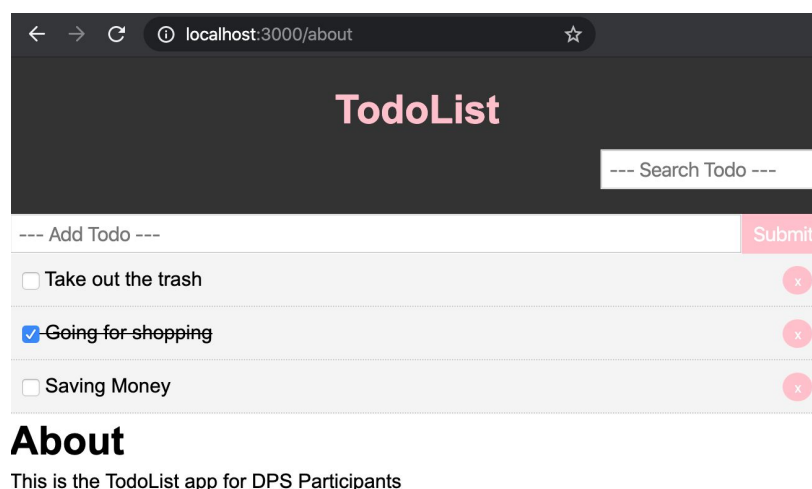 localhost:3000/about
TodoList
--- Search Todo ---
--- Add Todo --- Submit
Take out the trash x
Going for shopping x
Saving Money x
About
This is the TodoList app for DPS Participants